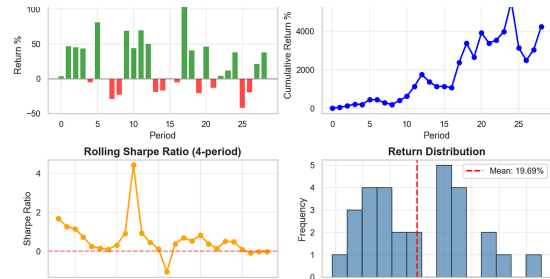 100
50
0
−50
Return %
0 5 10 15 20 25
Period
4000
2000
0
Cumulative Return %
0 5 10 15 20 25
Period
Rolling Sharpe Ratio (4-period)
4
2
0
Sharpe Ratio
Return Distribution
5
4
3
2
1
0
Frequency
Mean: 19.69%